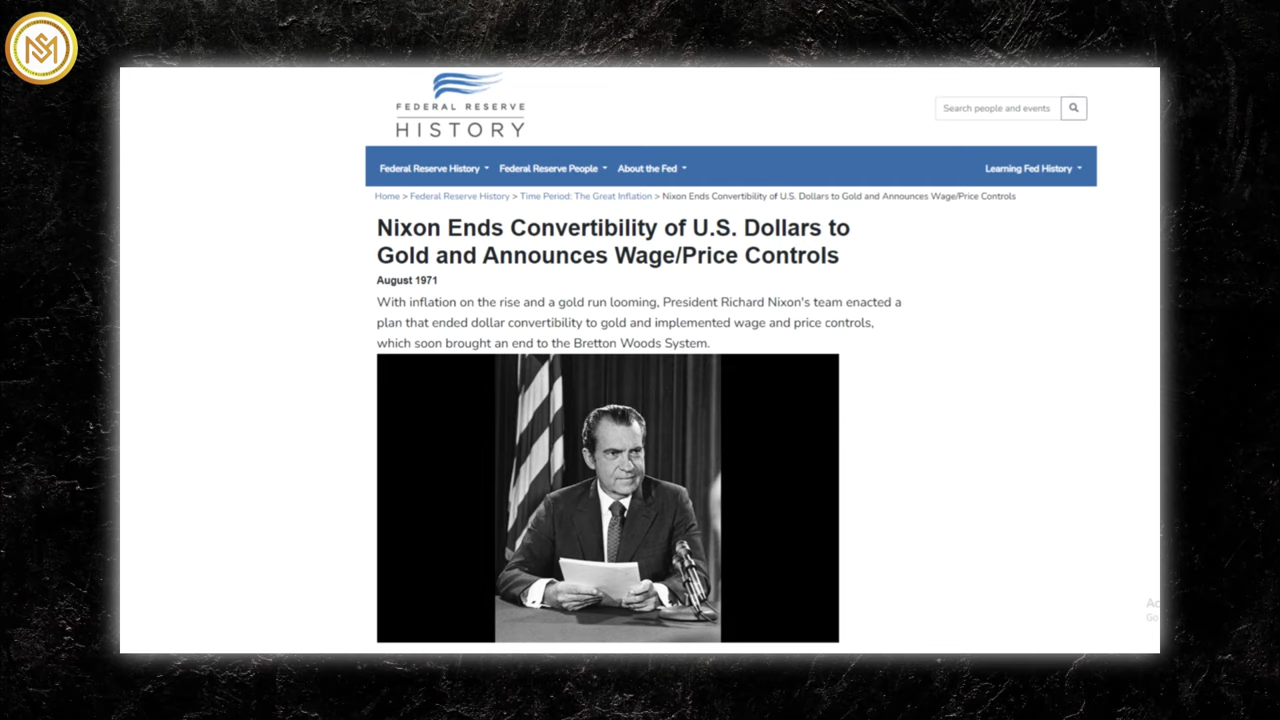 FEDERAL RESERVE
HISTORY
Search people and events
Federal Reserve History Federal Reserve People About the Fed Learning Fed History
Home > Federal Reserve History > Time Period: The Great Inflation > Nixon Ends Convertibility of U.S. Dollars to Gold and Announces Wage/Price Controls
Nixon Ends Convertibility of U.S. Dollars to
Gold and Announces Wage/Price Controls
August 1971
With inflation on the rise and a gold run looming, President Richard Nixon's team enacted a
plan that ended dollar convertibility to gold and implemented wage and price controls,
which soon brought an end to the Bretton Woods System.
Ac
Go